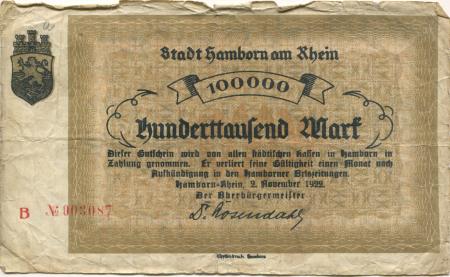 Stadt Hamborn am Rhein
100000
Hunderttausend Mark
Dieser Gutschein wird von allen städtischen Kassen in Hamborn in
Zahlung genommen. Er verliert seine Gültigkeit einen Monat nach
Aufkündigung in den Hamborner Ortszeitungen.
Hamborn-Rhein, 2. November 1922.
Der Oberbürgermeister
Dr. Rosendahl
B № 003087